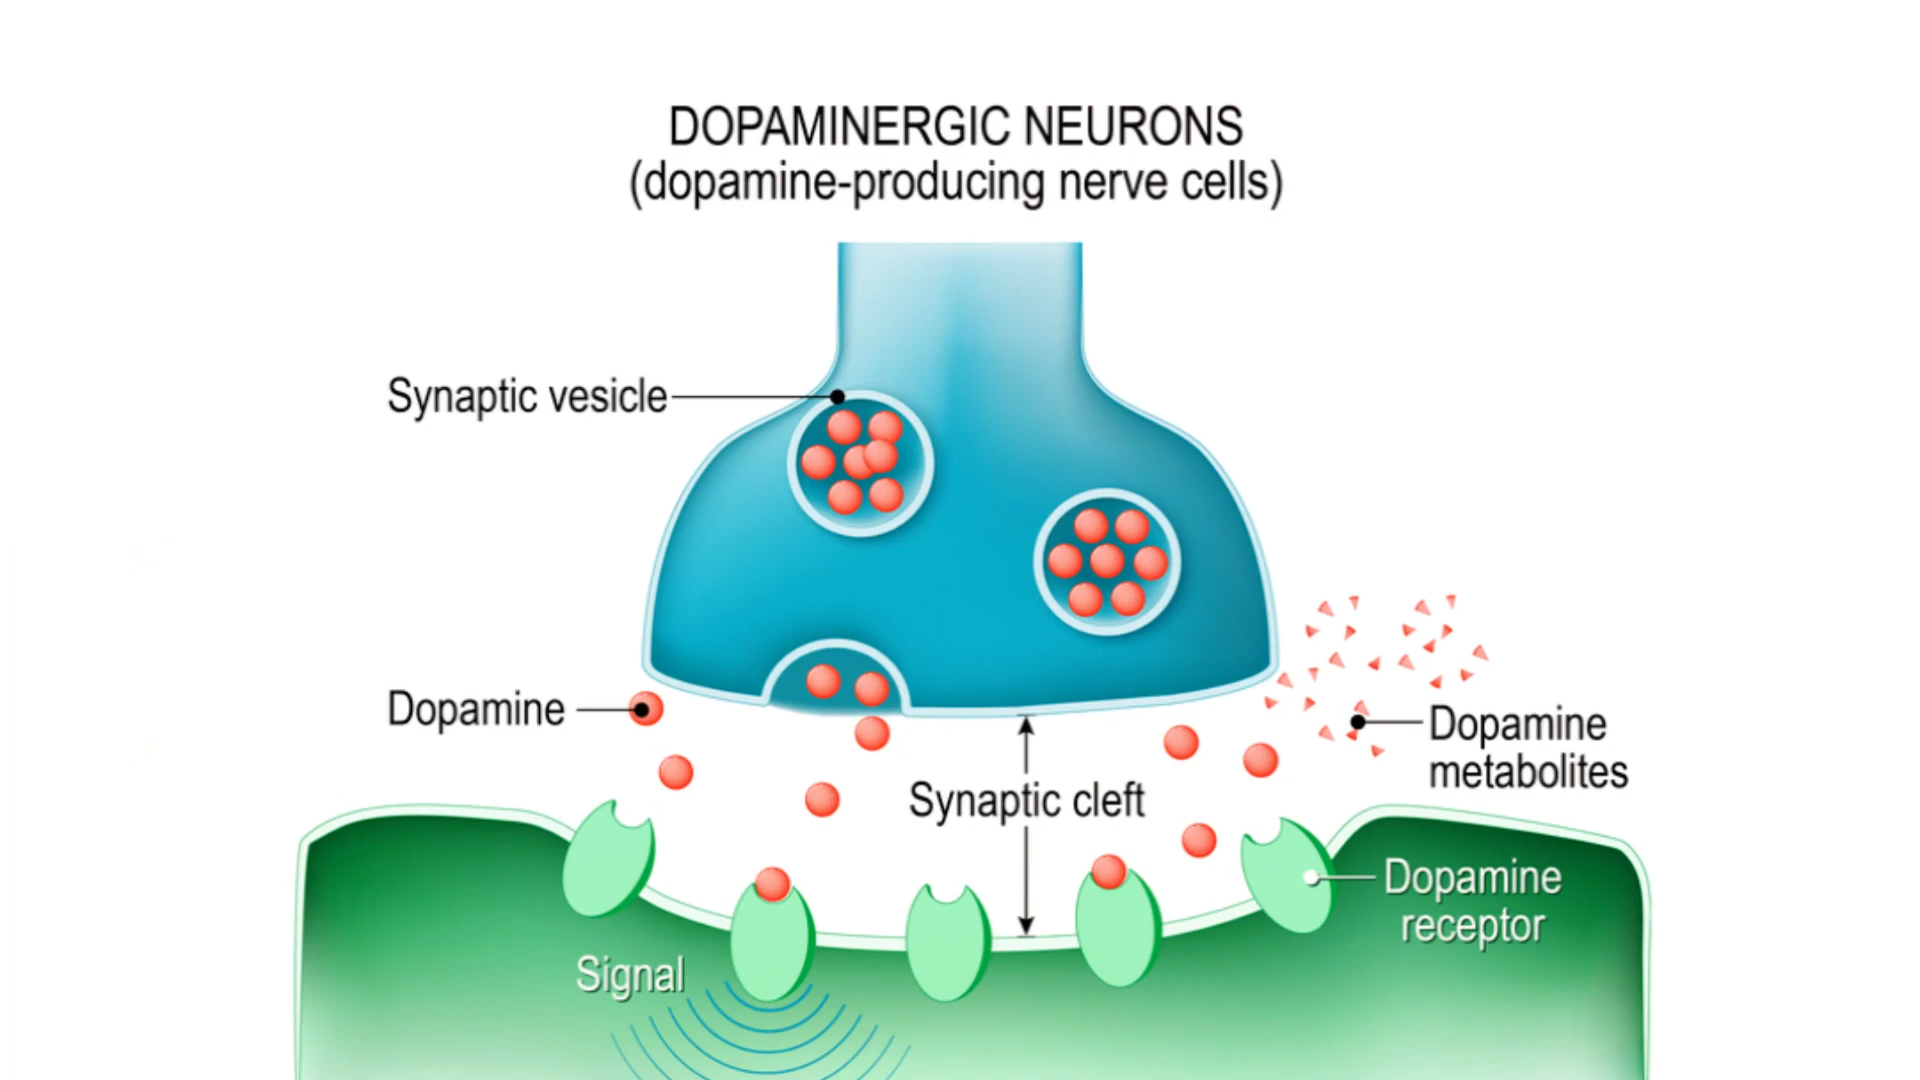 DOPAMINERGIC NEURONS
(dopamine-producing nerve cells)
Synaptic vesicle
Dopamine
Dopamine
metabolites
Synaptic cleft
Dopamine
receptor
Signal